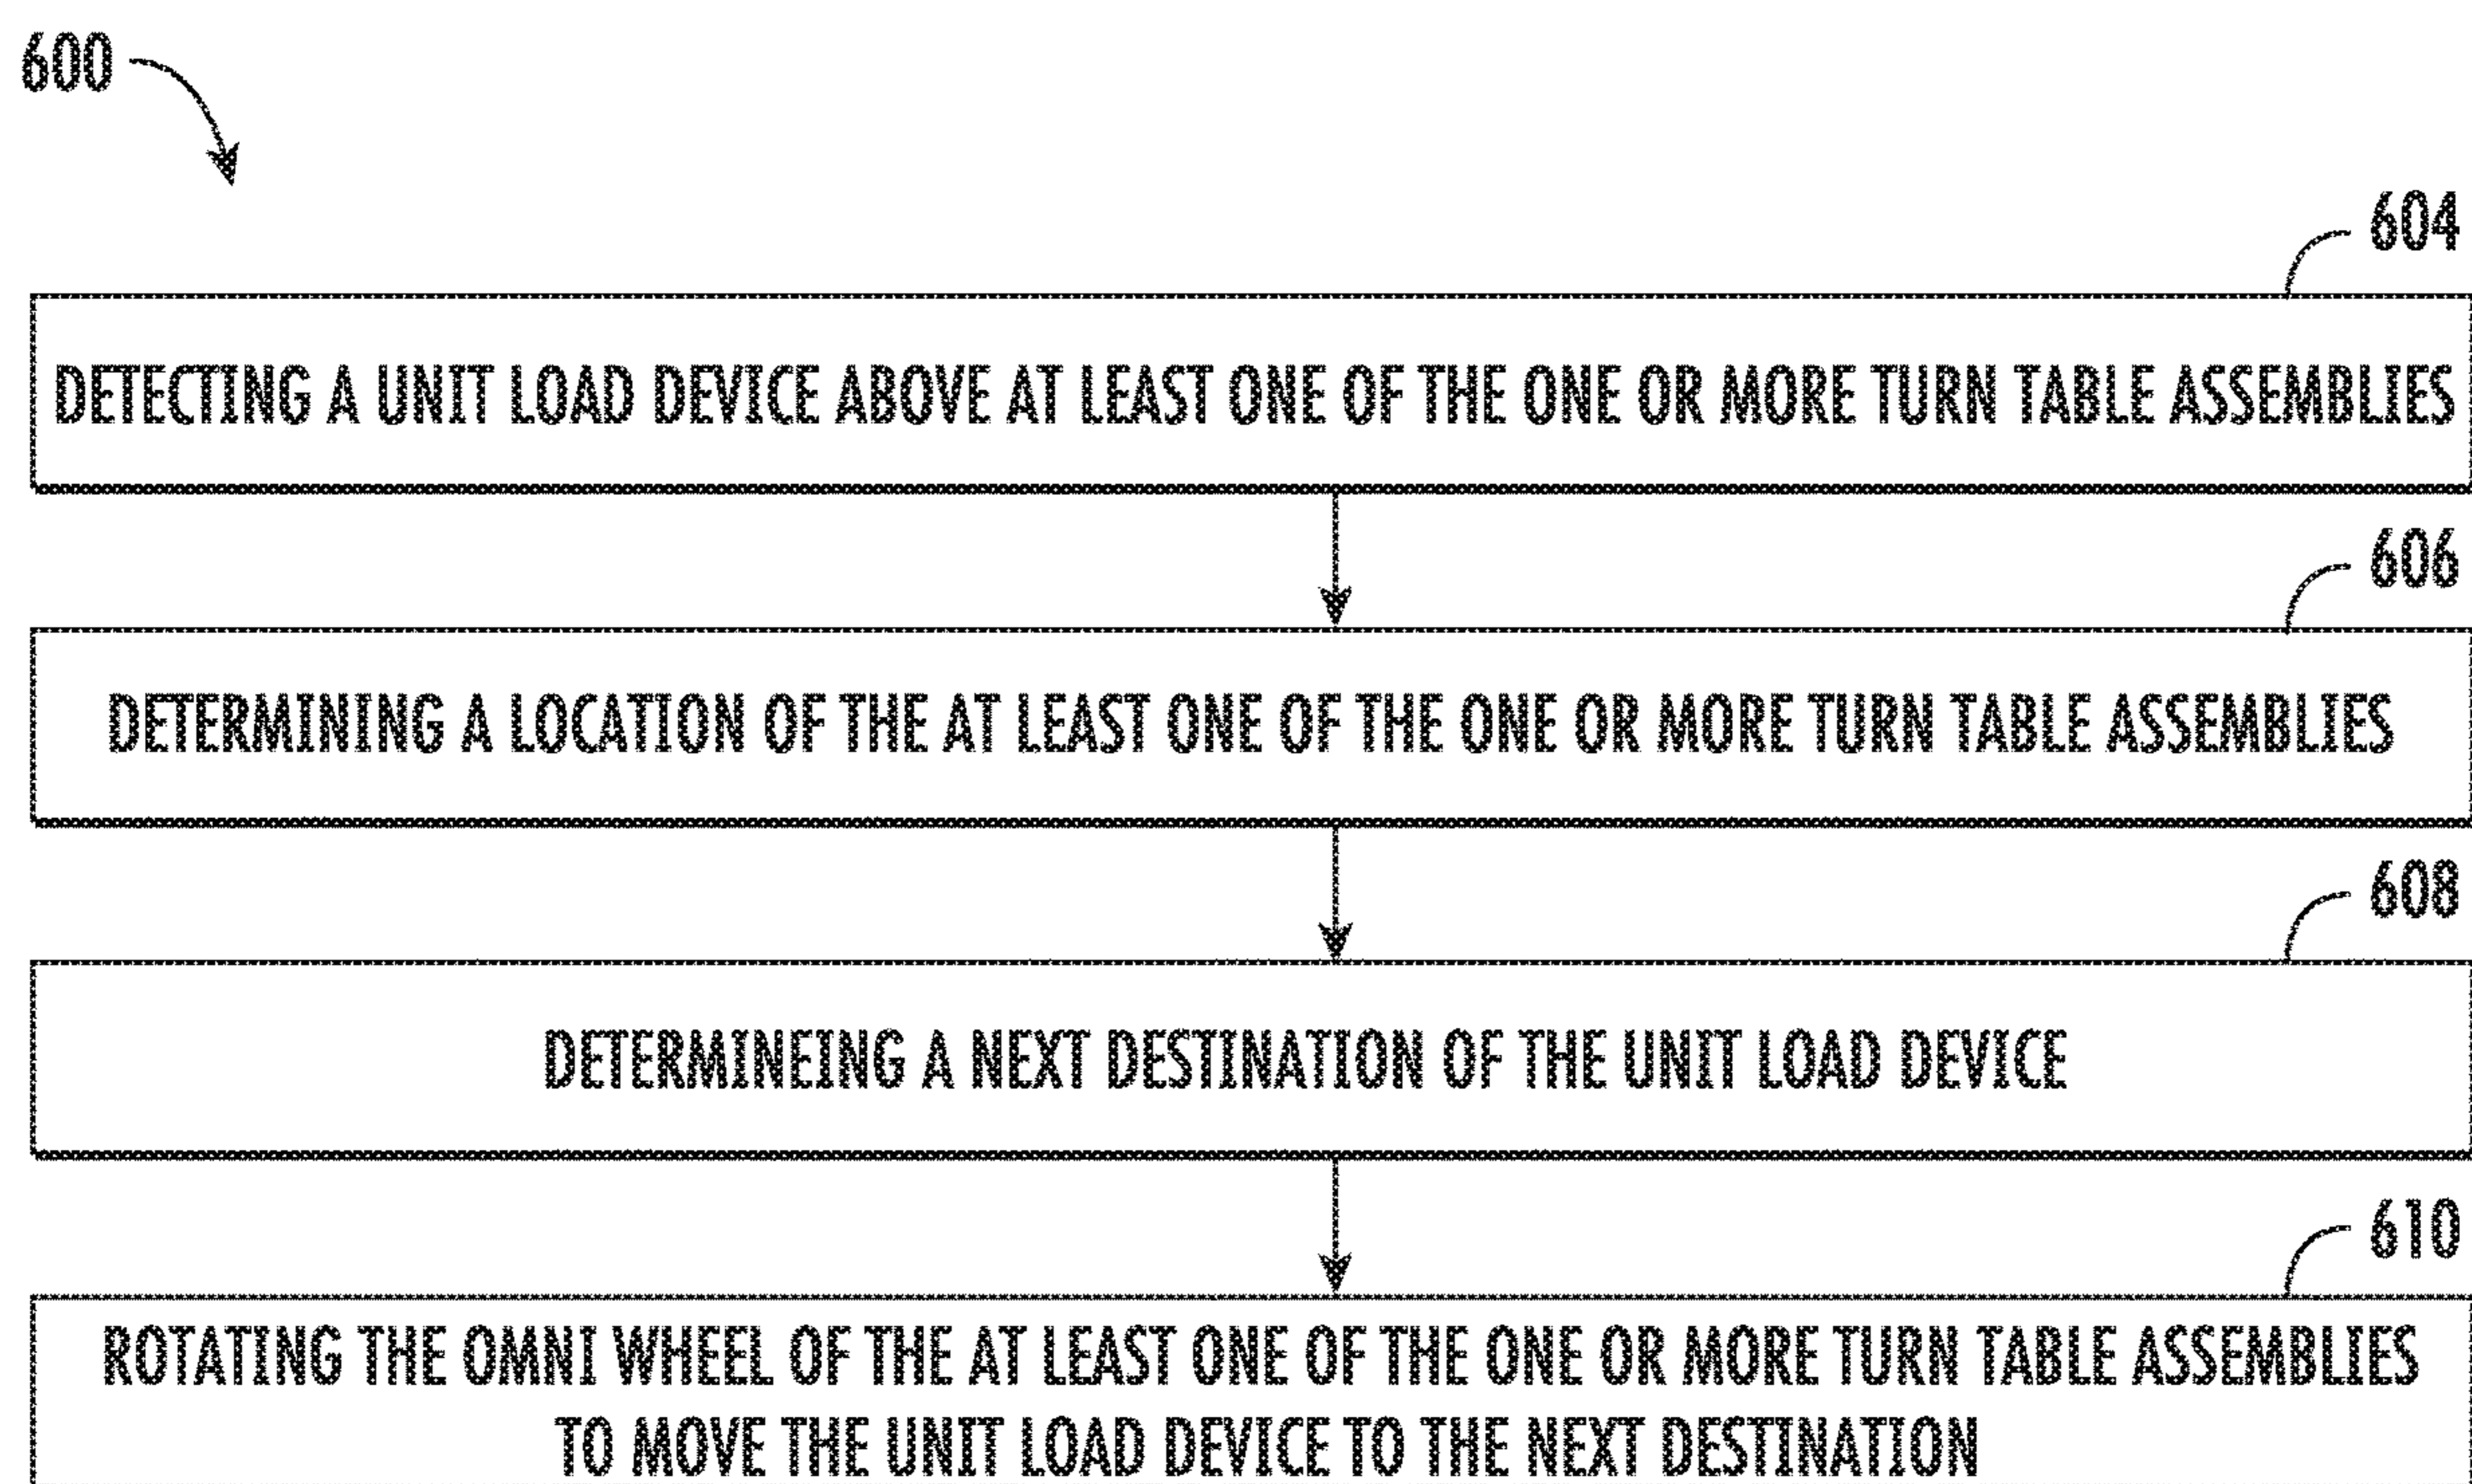 600
604
DETECTING A UNIT LOAD DEVICE ABOVE AT LEAST ONE OF THE ONE OR MORE TURN TABLE ASSEMBLIES
606
DETERMINING A LOCATION OF THE AT LEAST ONE OF THE ONE OR MORE TURN TABLE ASSEMBLIES
608
DETERMINEING A NEXT DESTINATION OF THE UNIT LOAD DEVICE
610
ROTATING THE OMNI WHEEL OF THE AT LEAST ONE OF THE ONE OR MORE TURN TABLE ASSEMBLIES
TO MOVE THE UNIT LOAD DEVICE TO THE NEXT DESTINATION